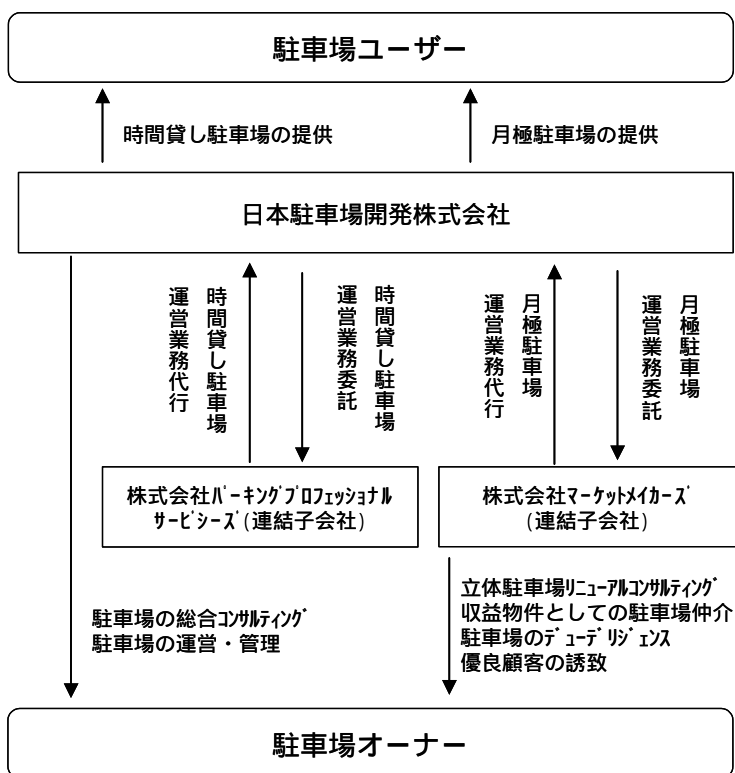 駐車場ユーザー
時間貸し駐車場の提供
月極駐車場の提供
日本駐車場開発株式会社
時間貸し駐車場
運営業務代行
時間貸し駐車場
運営業務委託
月極駐車場
運営業務代行
月極駐車場
運営業務委託
株式会社ﾊﾟｰｷﾝｸﾞﾌﾟﾛﾌｪｯｼｮﾅﾙ
ｻｰﾋﾞｼｰｽﾞ(連結子会社)
株式会社ﾏｰｹｯﾄﾒｲｶｰｽﾞ
(連結子会社)
駐車場の総合ｺﾝｻﾙﾃｨﾝｸﾞ
駐車場の運営・管理
立体駐車場ﾘﾆｭｰｱﾙｺﾝｻﾙﾃｨﾝｸﾞ
収益物件としての駐車場仲介
駐車場のﾃﾞｭｰﾃﾞﾘｼﾞｪﾝｽ
優良顧客の誘致
駐車場オーナー